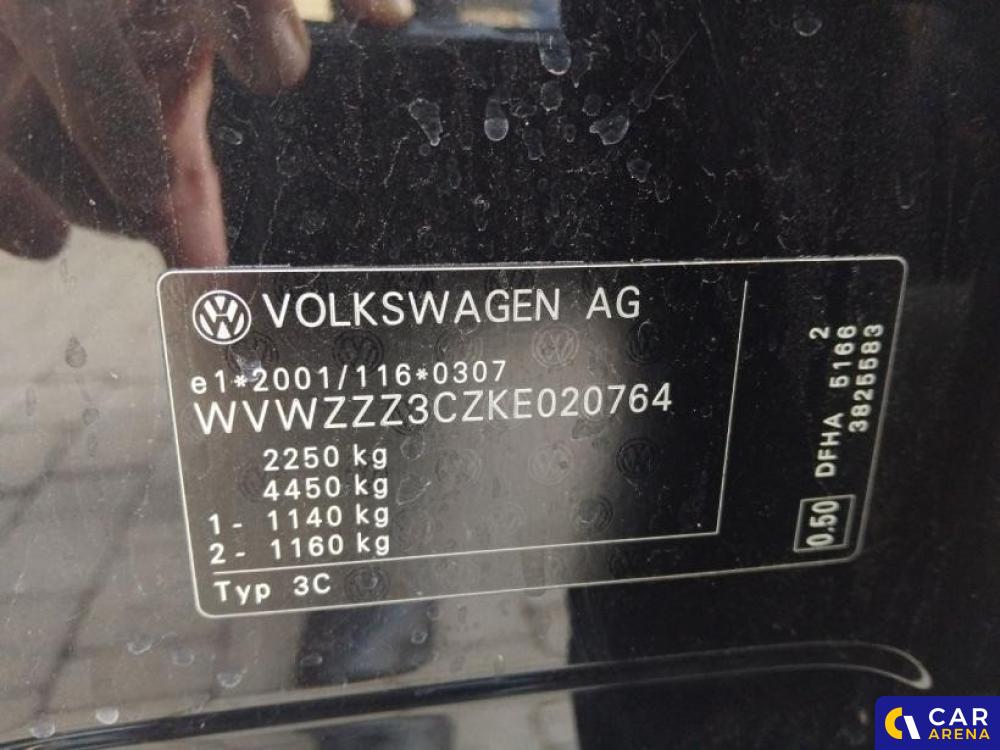 VOLKSWAGEN AG
e1*2001/116*0307
WVWZZZ3CZKE020764
2250 kg
4450 kg
1- 1140 kg
2- 1160 kg
Typ 3C
2
0,50 DFHA 5166
3825583
CAR
ARENA